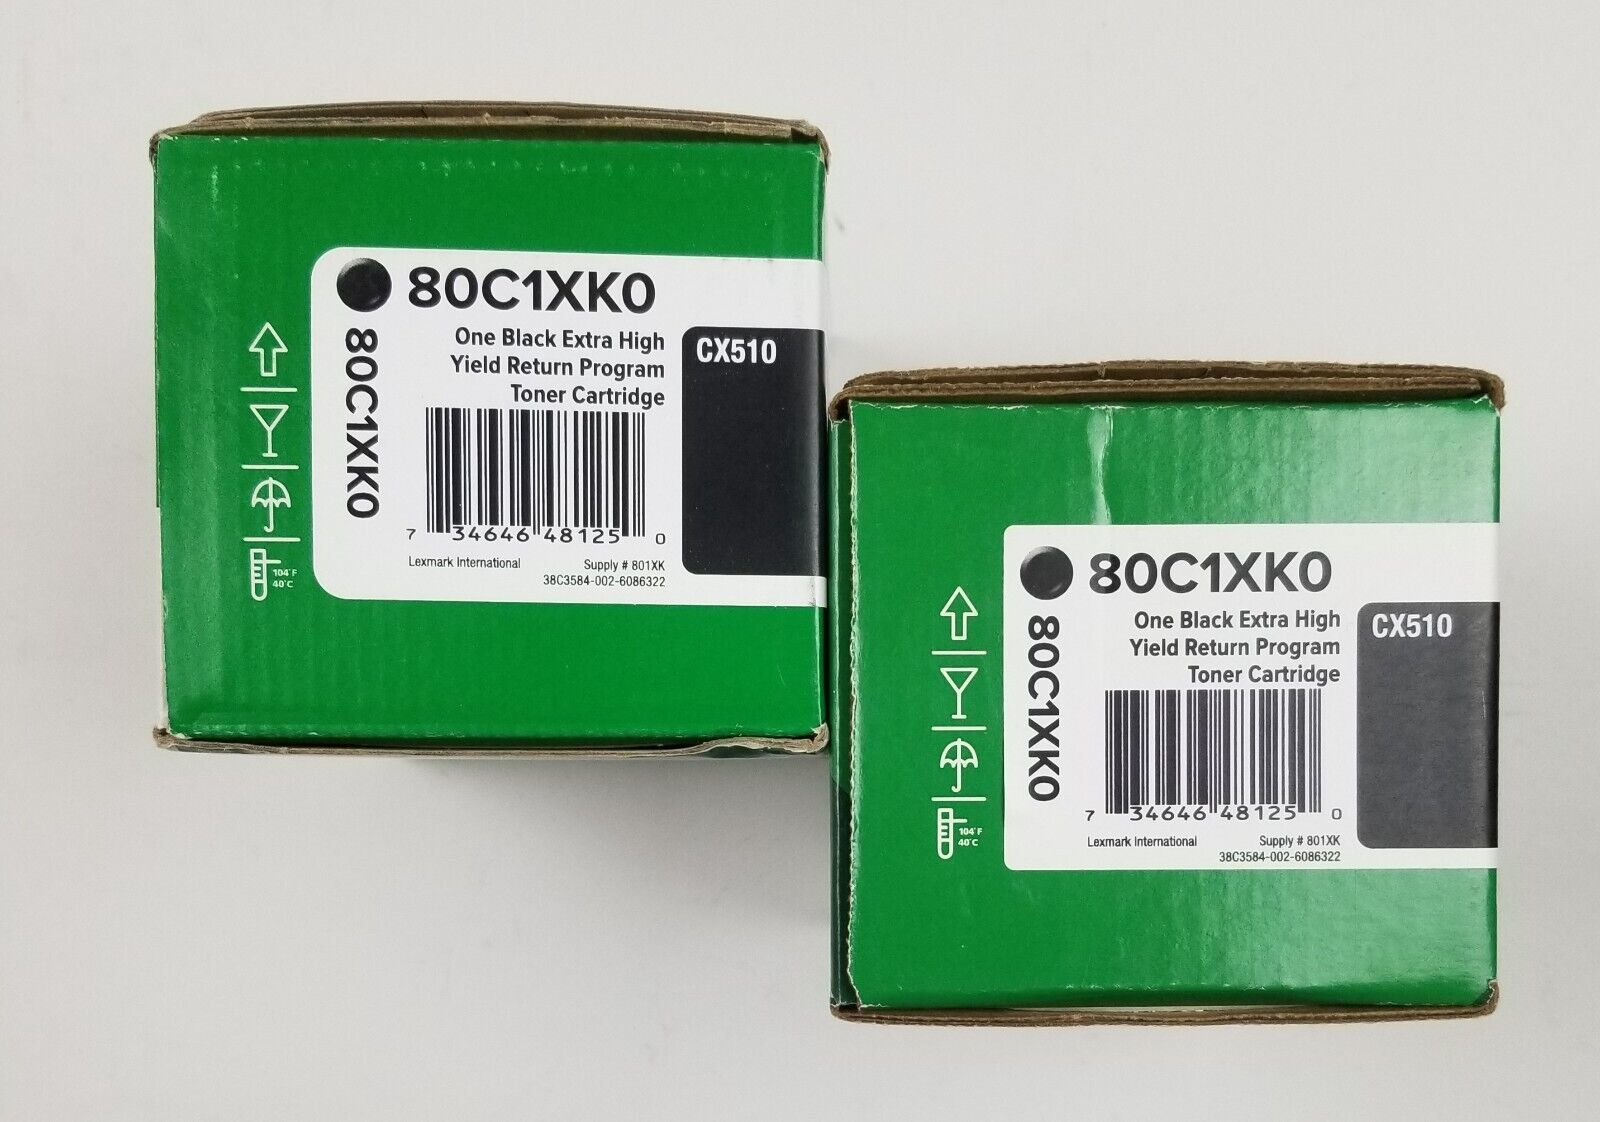 80C1XK0
80C1XK0
One Black Extra High
Yield Return Program
Toner Cartridge
CX510
7 34646 48125 0
Lexmark International
Supply # 801XK
38C3584-002-6086322
104°F
40°C
80C1XK0
80C1XK0
One Black Extra High
Yield Return Program
Toner Cartridge
CX510
7 34646 48125 0
Lexmark International
Supply # 801XK
38C3584-002-6086322
104°F
40°C